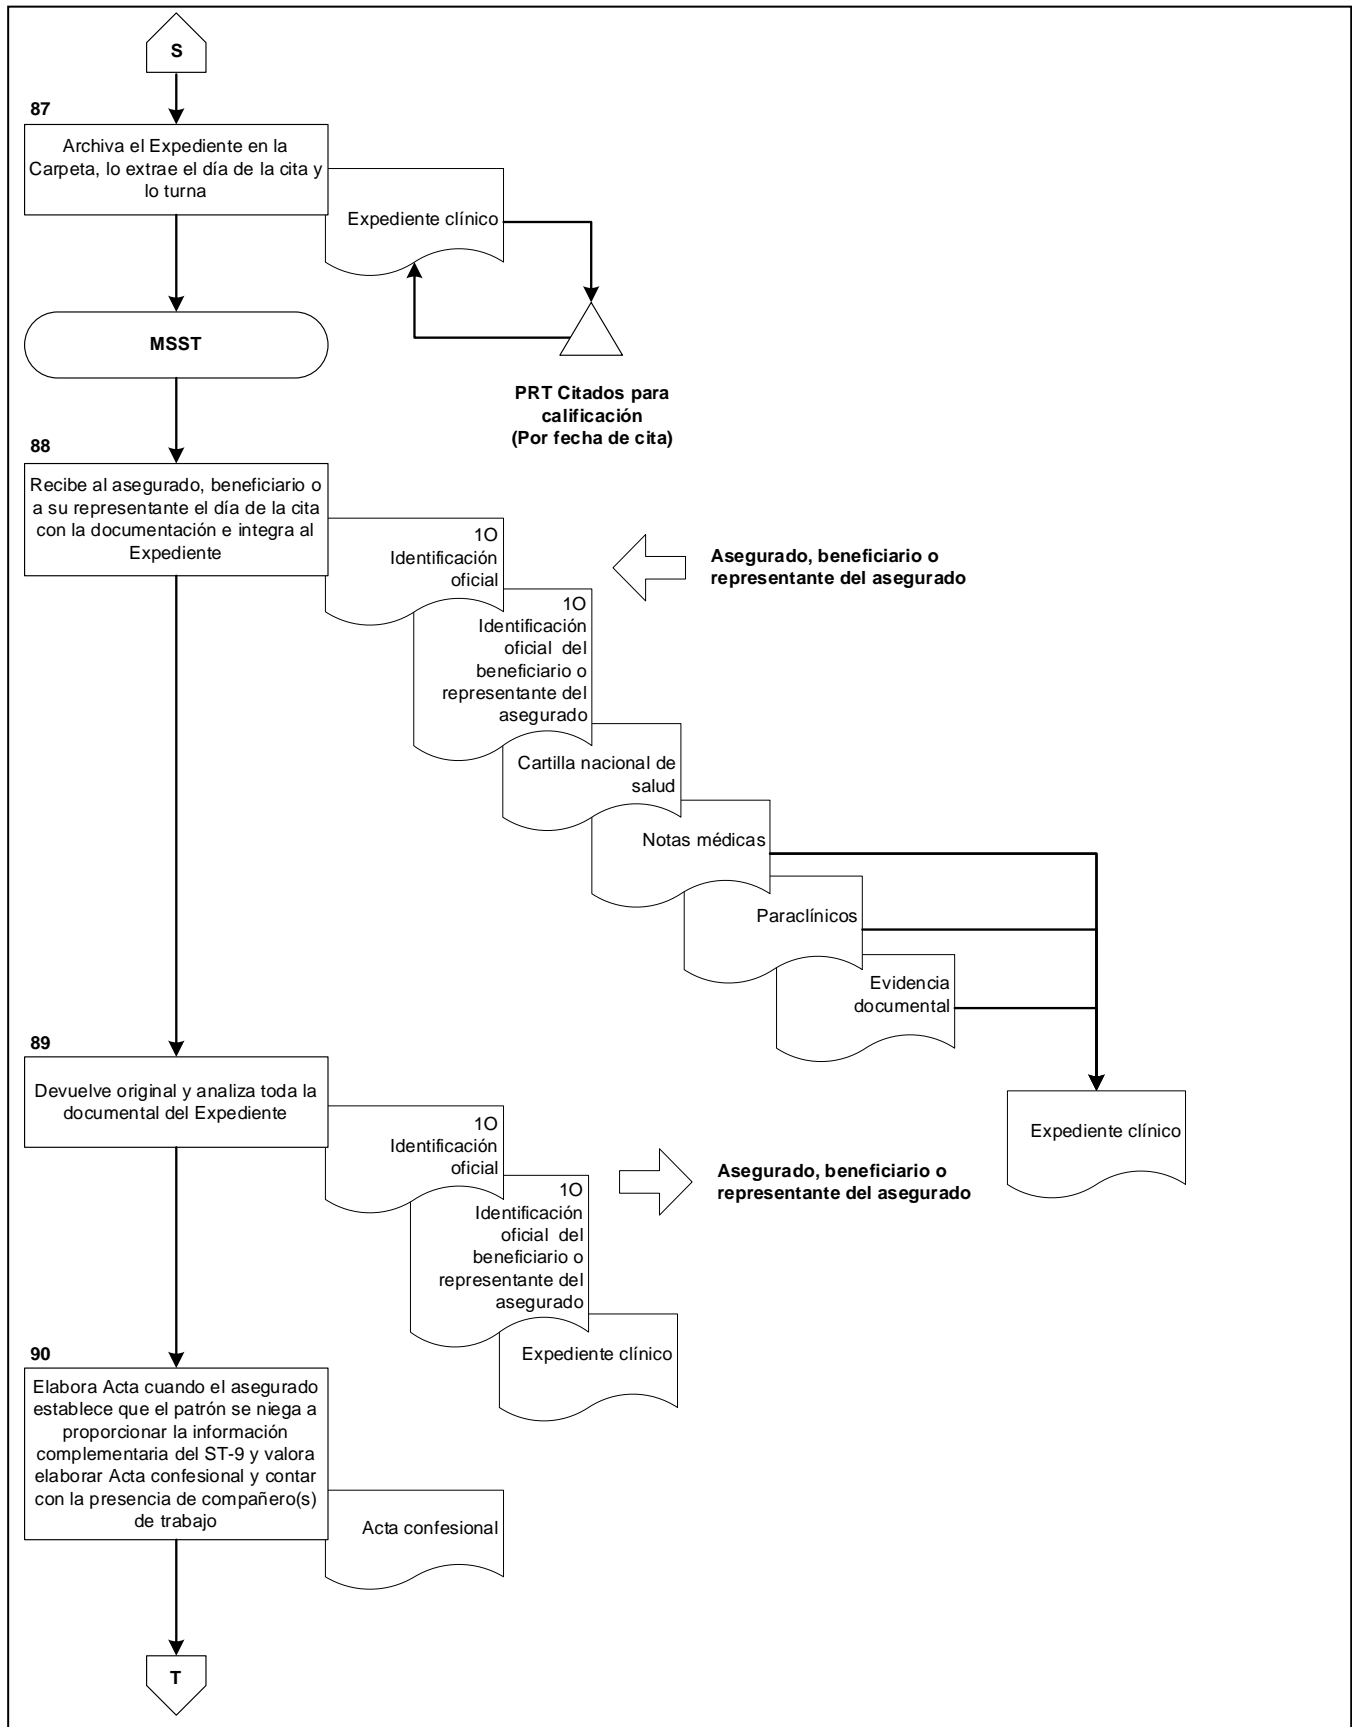 S
87
Archiva el Expediente en la
Carpeta, lo extrae el día de la cita y
lo turna
Expediente clínico
MSST
PRT Citados para
calificación
(Por fecha de cita)
88
Recibe al asegurado, beneficiario o
a su representante el día de la cita
con la documentación e integra al
Expediente
1O
Identificación
oficial
Asegurado, beneficiario o
representante del asegurado
1O
Identificación
oficial del
beneficiario o
representante del
asegurado
Cartilla nacional de
salud
Notas médicas
Paraclínicos
Evidencia
documental
Expediente clínico
89
Devuelve original y analiza toda la
documental del Expediente
1O
Identificación
oficial
Asegurado, beneficiario o
representante del asegurado
1O
Identificación
oficial del
beneficiario o
representante del
asegurado
Expediente clínico
90
Elabora Acta cuando el asegurado
establece que el patrón se niega a
proporcionar la información
complementaria del ST-9 y valora
elaborar Acta confesional y contar
con la presencia de compañero(s)
de trabajo
Acta confesional
T